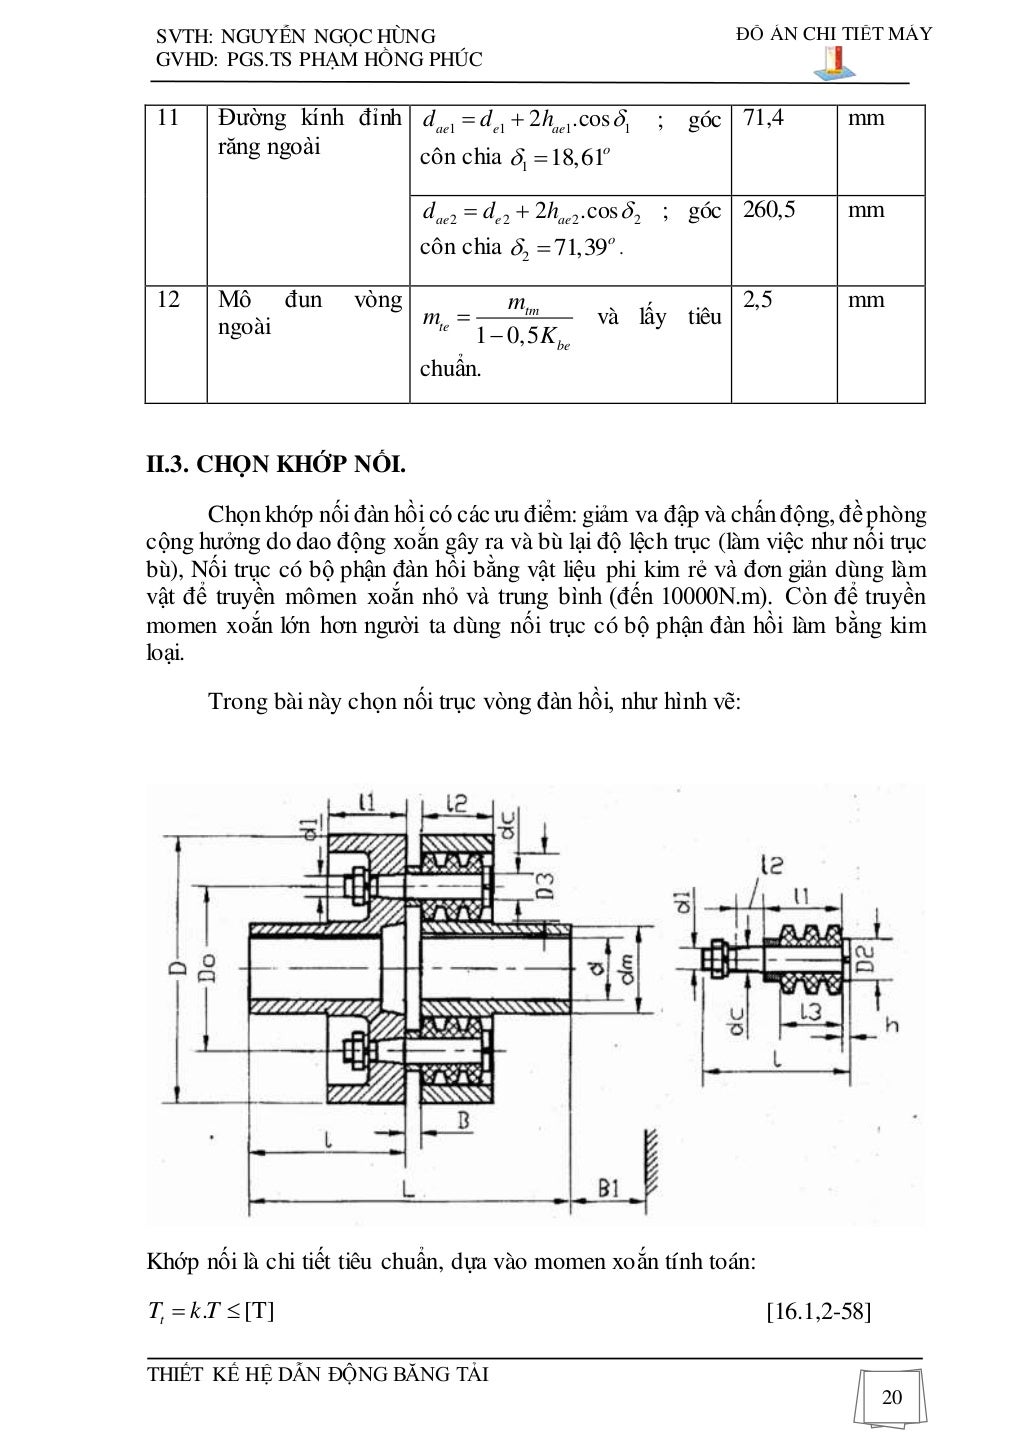 SVTH: NGUYỄN NGỌC HÙNG
ĐỒ ÁN CHI TIẾT MÁY
GVHD: PGS.TS PHẠM HỒNG PHÚC
11 Đường kính đỉnh răng ngoài d_{ae1} = d_{e1} + 2h_{ae1}.cos δ_1 ; góc côn chia δ_1 = 18,61^o 71,4 mm
d_{ae2} = d_{e2} + 2h_{ae2}.cos δ_2 ; góc côn chia δ_2 = 71,39^o. 260,5 mm
12 Mô đun vòng ngoài m_{te} = m_{tm} / (1 − 0,5K_{be}) và lấy tiêu chuẩn. 2,5 mm
II.3. CHỌN KHỚP NỐI.
Chọn khớp nối đàn hồi có các ưu điểm: giảm va đập và chấn động, đề phòng
cộng hưởng do dao động xoắn gây ra và bù lại độ lệch trục (làm việc như nối trục
bù), Nối trục có bộ phận đàn hồi bằng vật liệu phi kim rẻ và đơn giản dùng làm
vật để truyền mômen xoắn nhỏ và trung bình (đến 10000N.m). Còn để truyền
momen xoắn lớn hơn người ta dùng nối trục có bộ phận đàn hồi làm bằng kim
loại.
Trong bài này chọn nối trục vòng đàn hồi, như hình vẽ:
l1 l2
d1 dc D3
D Do d dm
B
l
L B1
l2
d1 l1
D2
dc l3 h
l
Khớp nối là chi tiết tiêu chuẩn, dựa vào momen xoắn tính toán:
T_t = k.T ≤ [T] [16.1,2-58]
THIẾT KẾ HỆ DẪN ĐỘNG BĂNG TẢI
20